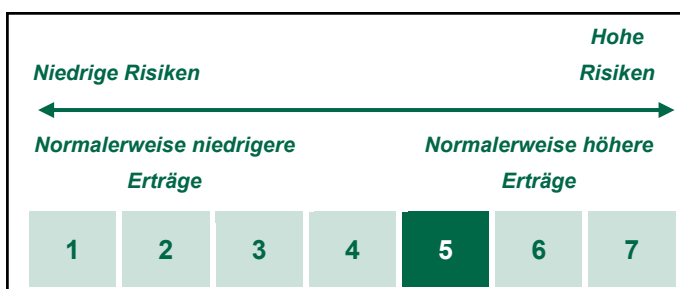 Hohe
Niedrige Risiken Risiken
Normalerweise niedrigere Normalerweise höhere
Erträge Erträge
1 2 3 4 5 6 7